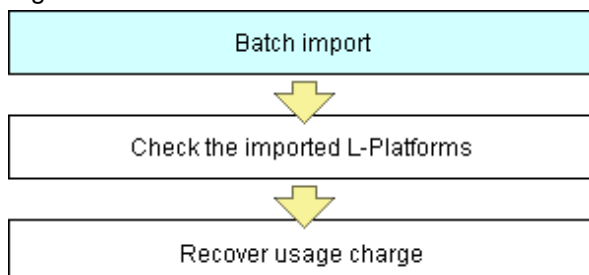 Batch import
Check the imported L-Platforms
Recover usage charge